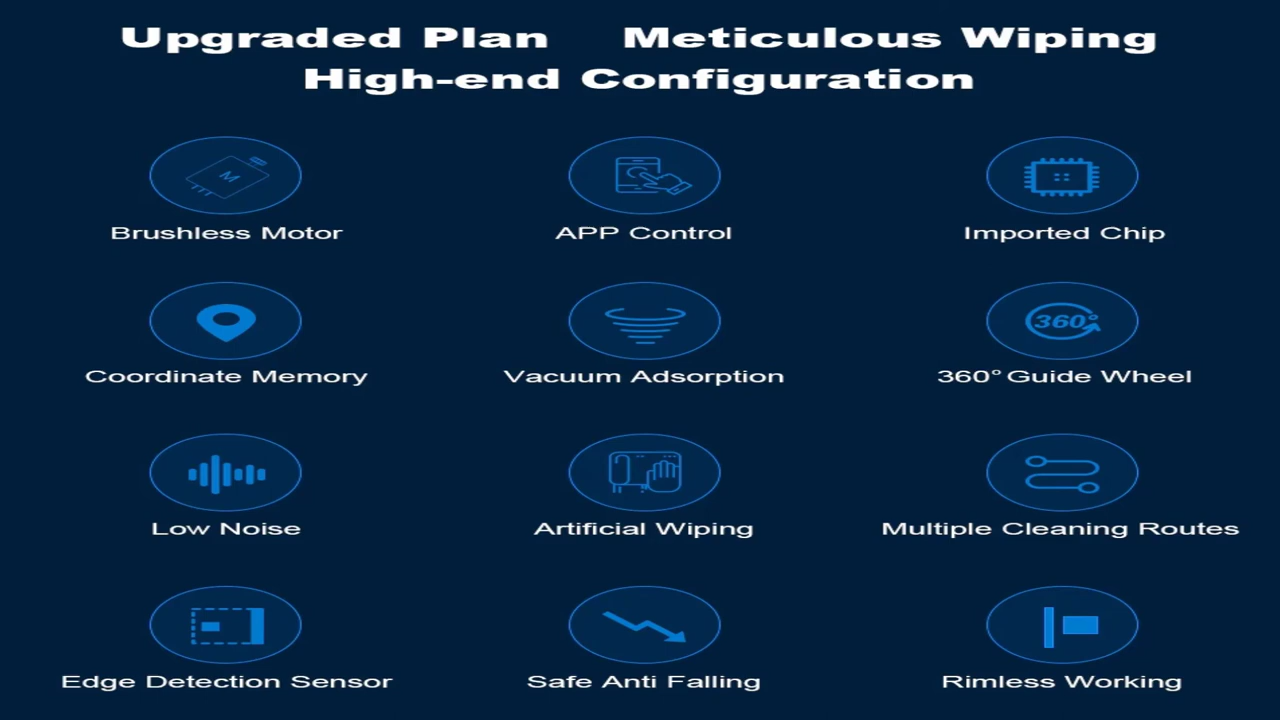 Upgraded Plan Meticulous Wiping
High-end Configuration
M
Brushless Motor
APP Control
Imported Chip
360°
Coordinate Memory
Vacuum Adsorption
360° Guide Wheel
Low Noise
Artificial Wiping
Multiple Cleaning Routes
Edge Detection Sensor
Safe Anti Falling
Rimless Working